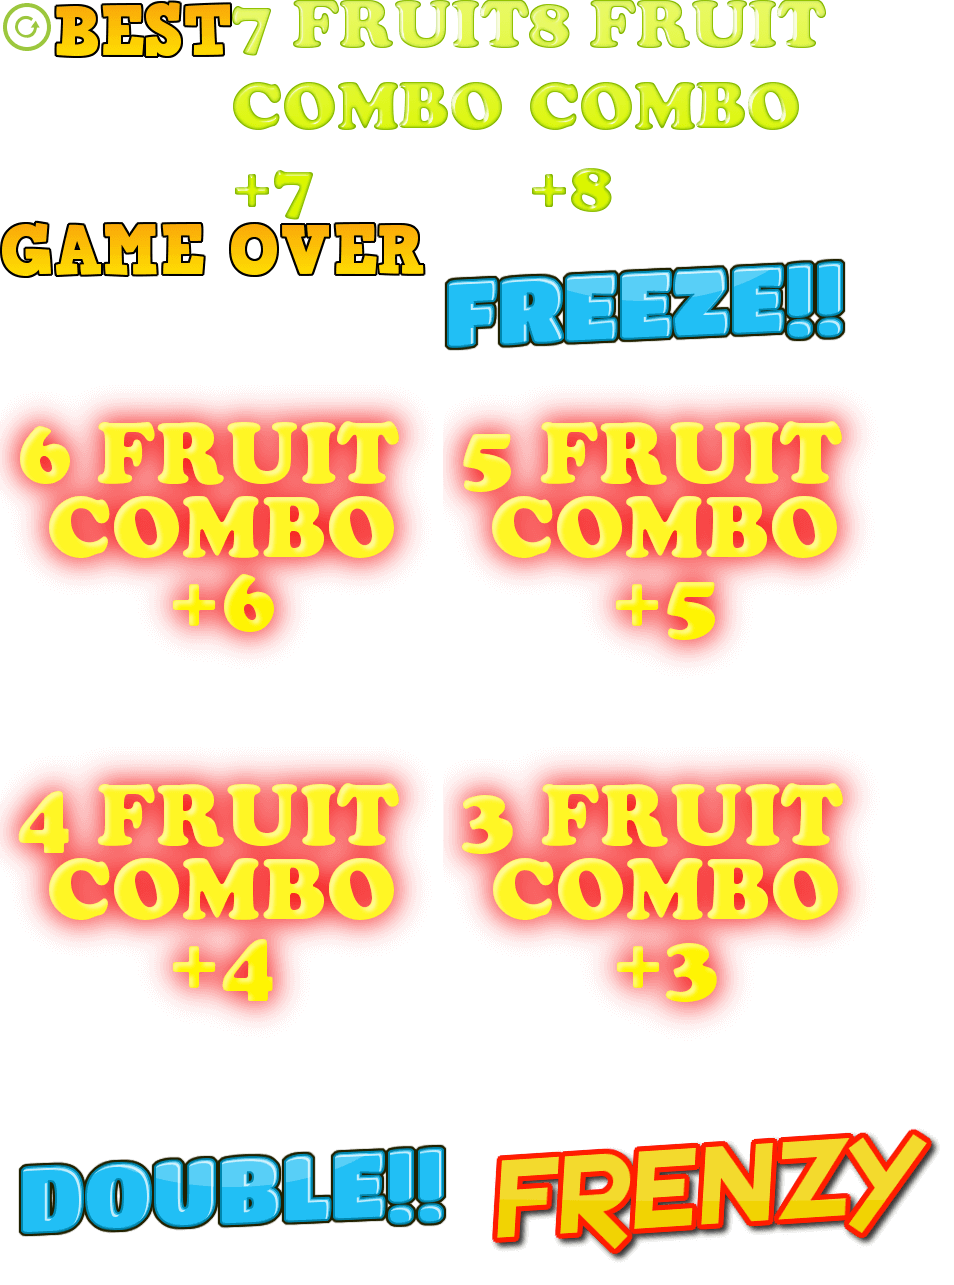 BEST
7 FRUIT
COMBO
+7
8 FRUIT
COMBO
+8
GAME OVER
FREEZE!!
6 FRUIT
COMBO
+6
5 FRUIT
COMBO
+5
4 FRUIT
COMBO
+4
3 FRUIT
COMBO
+3
DOUBLE!!
FRENZY